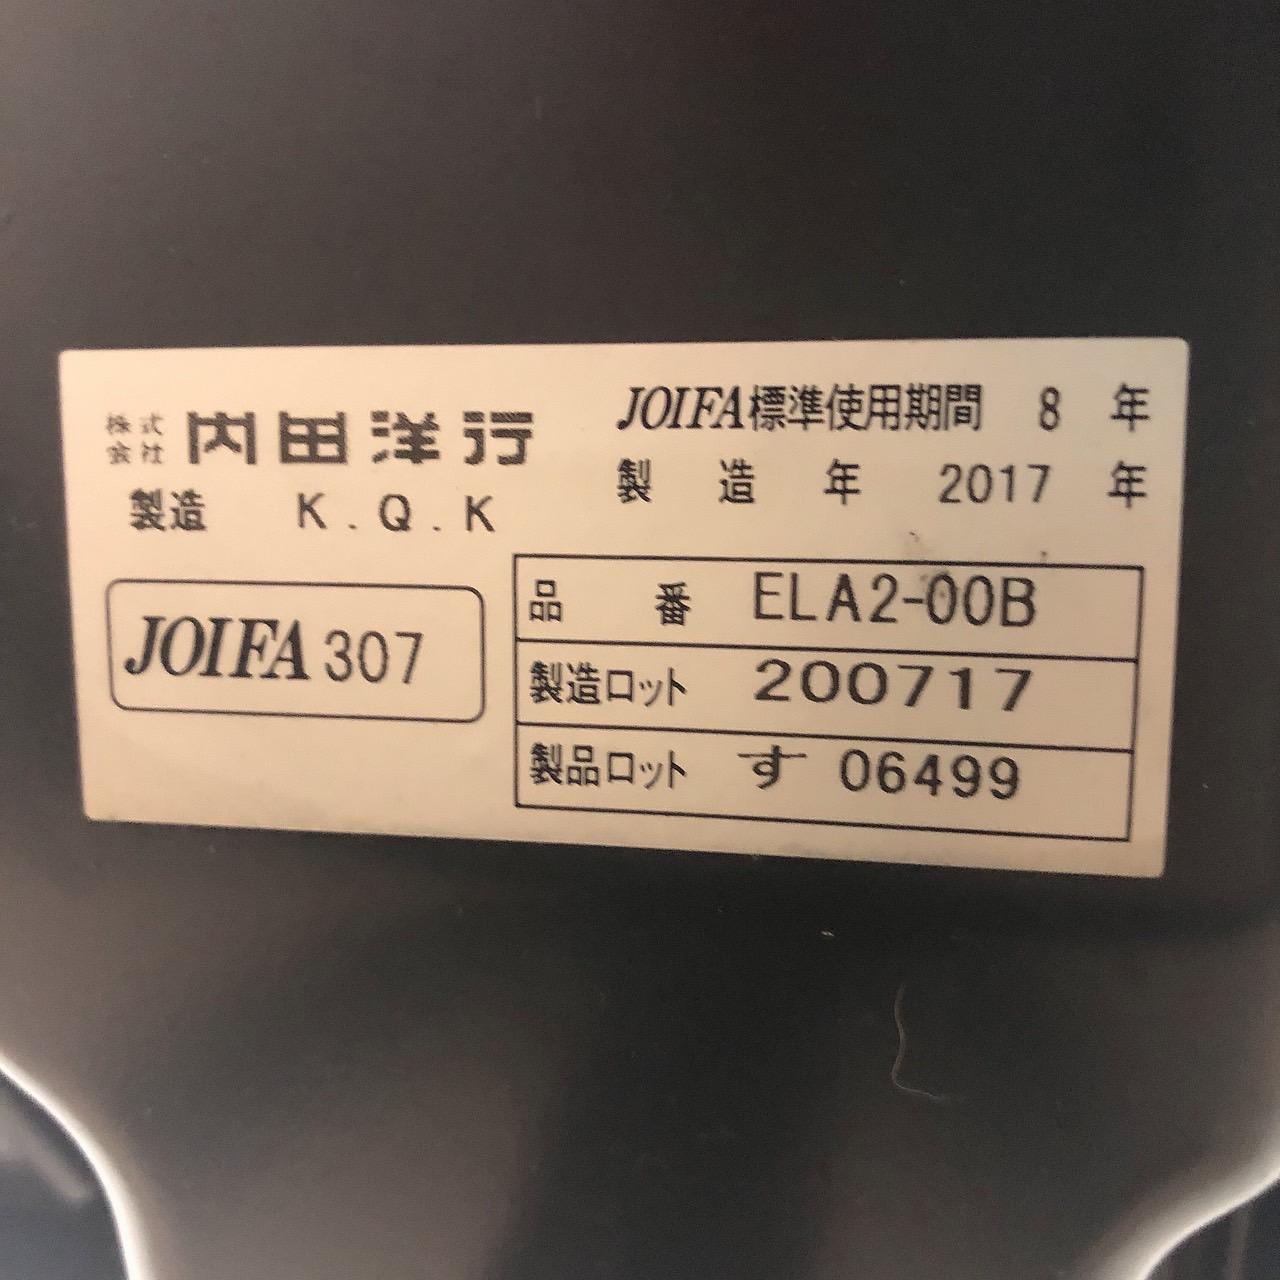 株式会社 内田洋行
製造 K.Q.K
JOIFA 307
JOIFA標準使用期間 8 年
製造年 2017 年
品番 ELA2-00B
製造ロット 200717
製品ロット す 06499